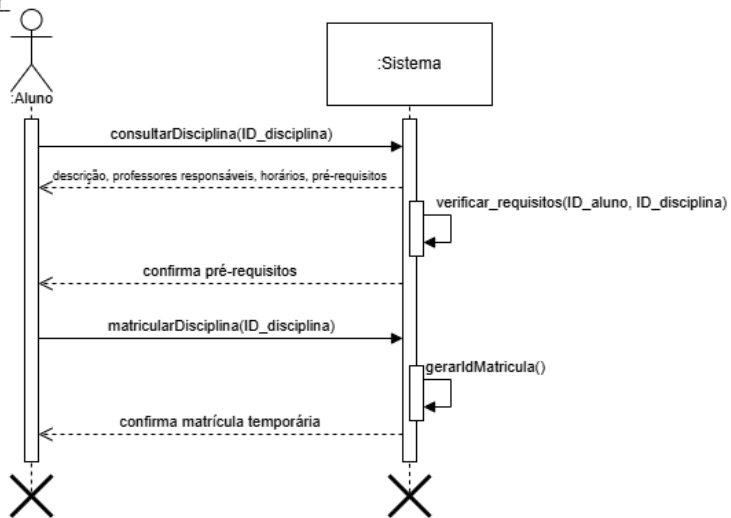 :Aluno
:Sistema
consultarDisciplina(ID_disciplina)
descrição, professores responsáveis, horários, pré-requisitos
verificar_requisitos(ID_aluno, ID_disciplina)
confirma pré-requisitos
matricularDisciplina(ID_disciplina)
gerarIdMatricula()
confirma matrícula temporária